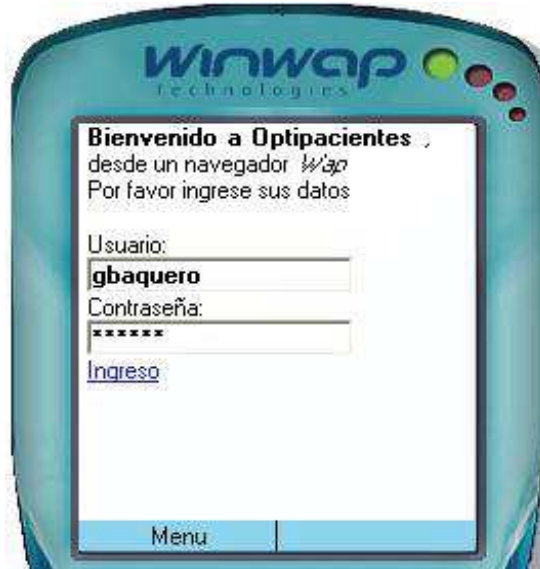 winwap
technologies
Bienvenido a Optipacientes ,
desde un navegador Wap
Por favor ingrese sus datos
Usuario:
gbaquero
Contraseña:
******
Ingreso
Menu